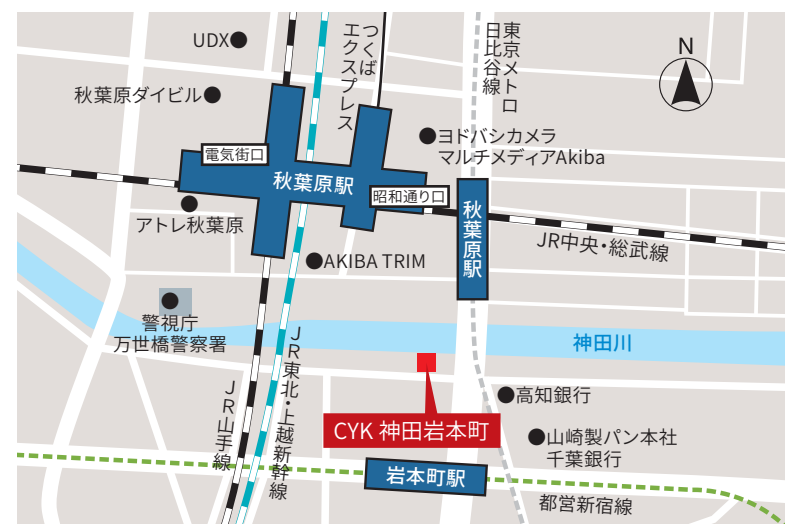 UDX
つくば
エクスプレス
東京メトロ
日比谷線
N
秋葉原ダイビル
ヨドバシカメラ
マルチメディアAkiba
電気街口
秋葉原駅
昭和通り口
秋葉原駅
アトレ秋葉原
JR中央・総武線
AKIBA TRIM
警視庁
万世橋警察署
神田川
JR東北・上越新幹線
JR山手線
高知銀行
CYK 神田岩本町
山崎製パン本社
千葉銀行
岩本町駅
都営新宿線